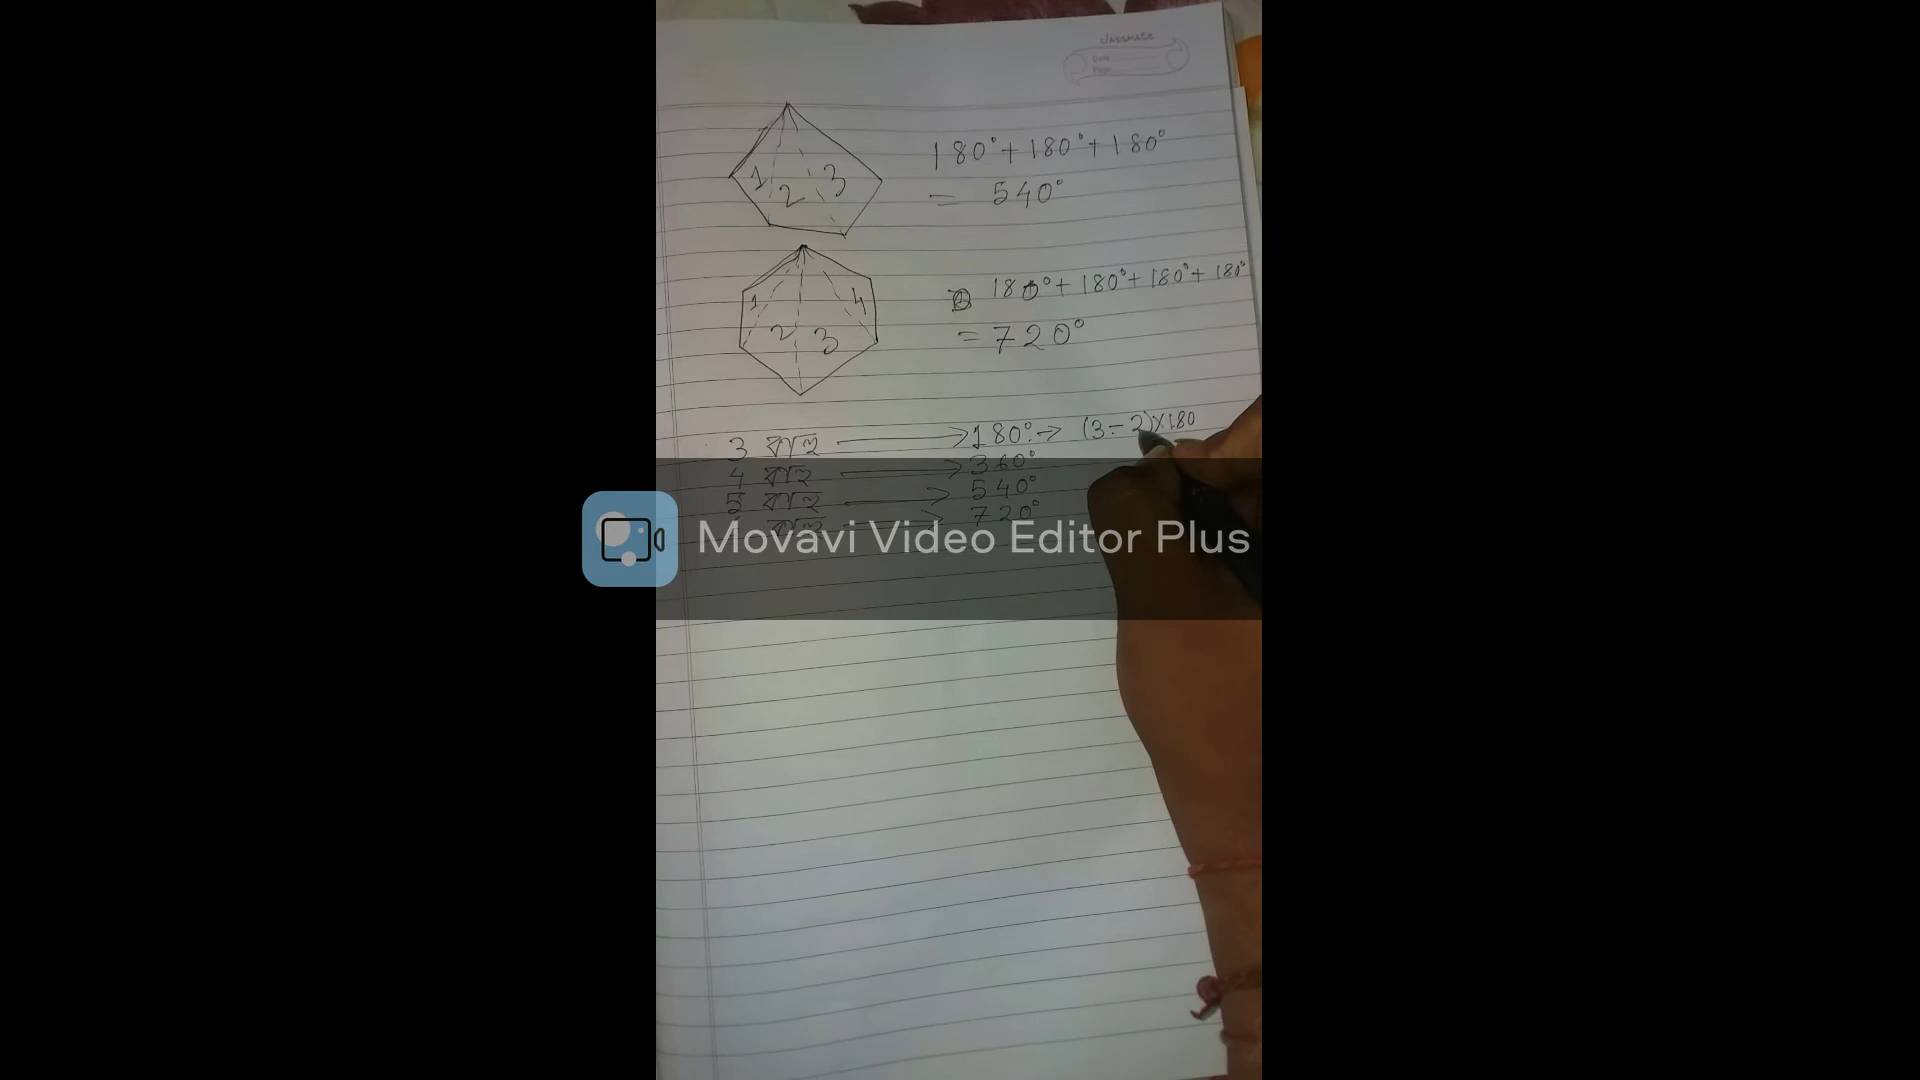 classmate
Date
Page
1 2 3
180° + 180° + 180°
= 540°
1 2 3 4
180° + 180° + 180° + 180°
= 720°
3 বাহু → 180° → (3-2)×180
4 বাহু → 360°
5 বাহু → 540°
বাহু → 720°
Movavi Video Editor Plus